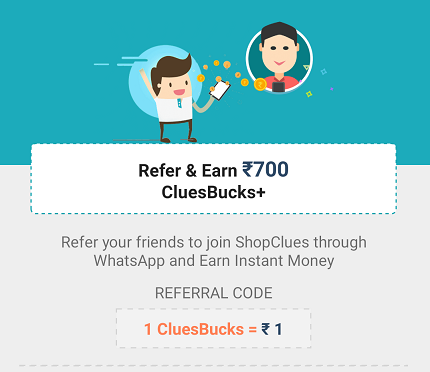 Refer & Earn ₹700
CluesBucks+
Refer your friends to join ShopClues through
WhatsApp and Earn Instant Money
REFERRAL CODE
1 CluesBucks = ₹ 1